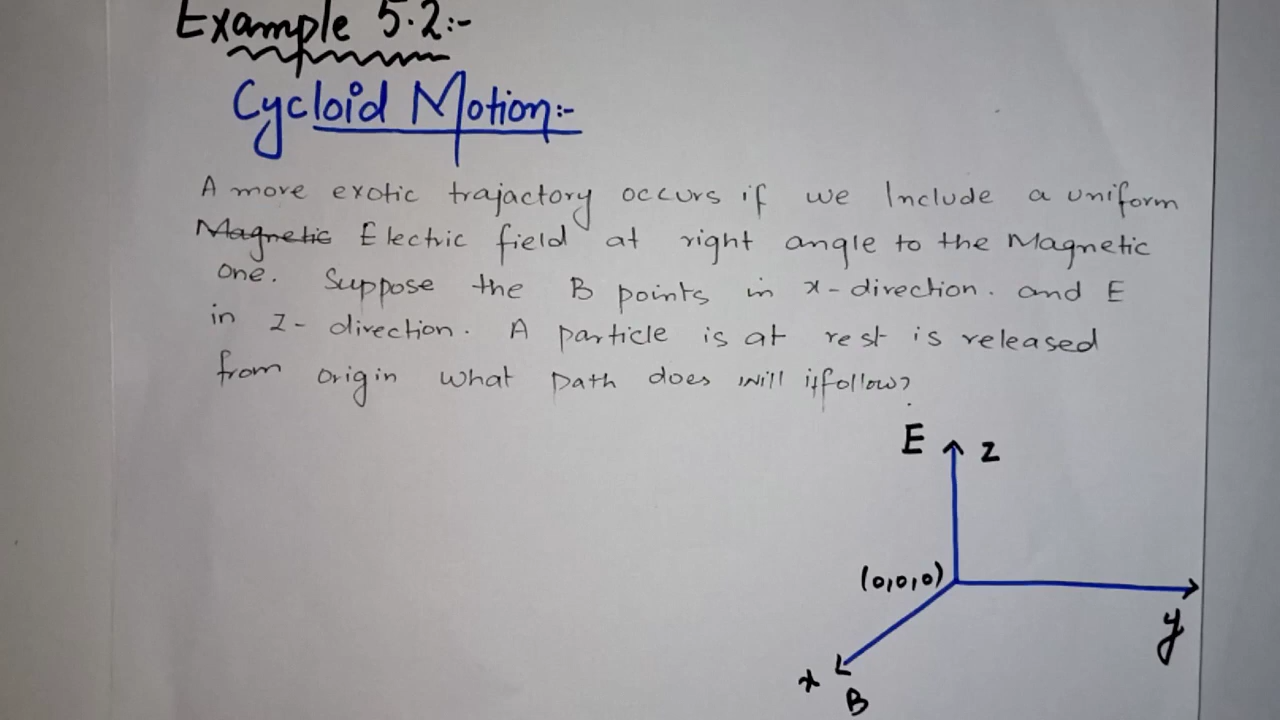 Example 5.2:-
Cycloid Motion:-
A more exotic trajactory occurs if we Include a uniform
Magnetic Electric field at right angle to the Magnetic
one. Suppose the B points in x-direction. and E
in z-direction. A particle is at rest is released
from origin what path does will it follow?
E z
(0,0,0)
y
x
B